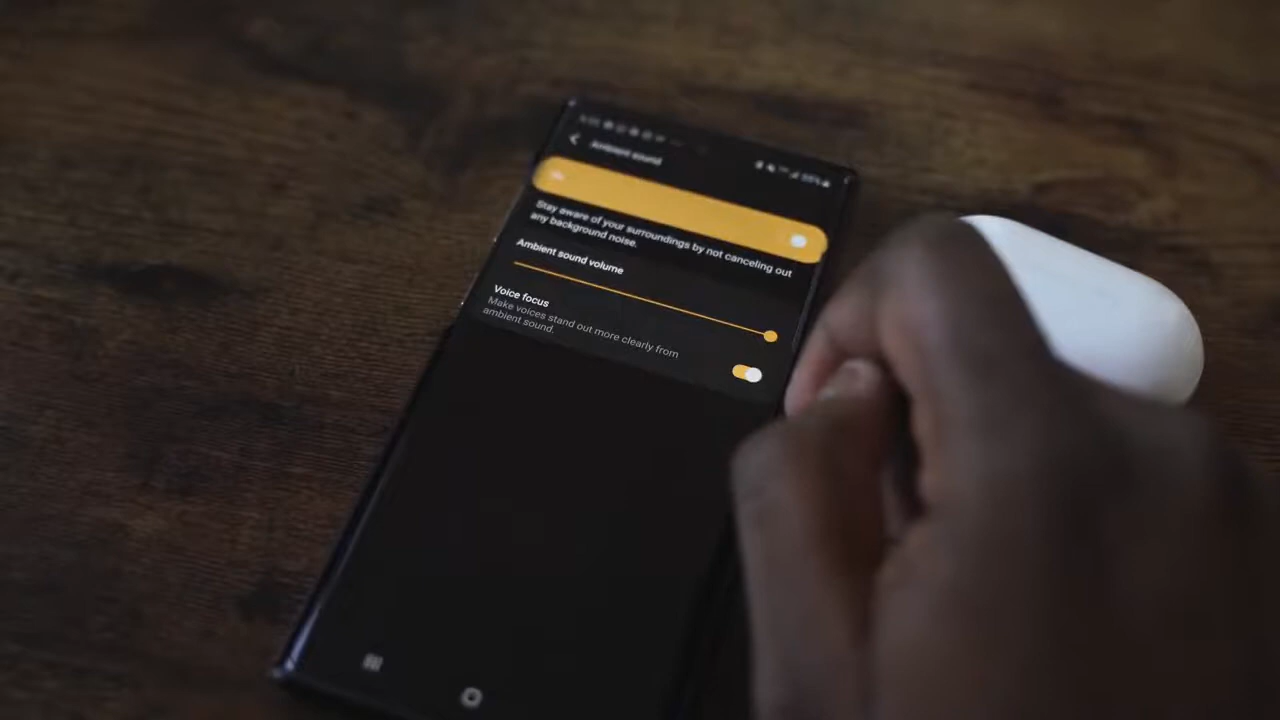 Ambient sound
Stay aware of your surroundings by not canceling out
any background noise.
Ambient sound volume
Voice focus
Make voices stand out more clearly from
ambient sound.